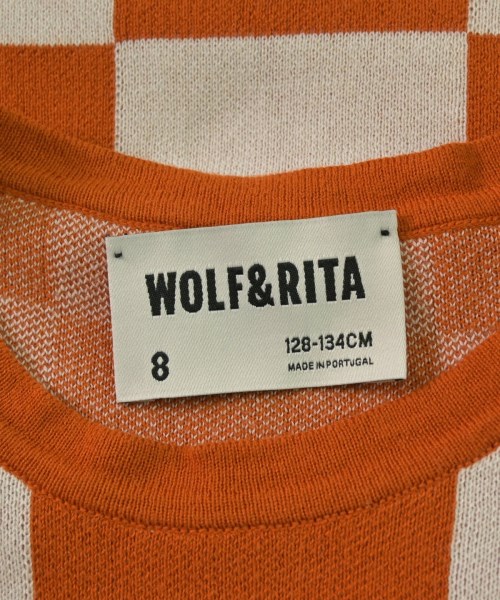 WOLF&RITA
8
128-134CM
MADE IN PORTUGAL